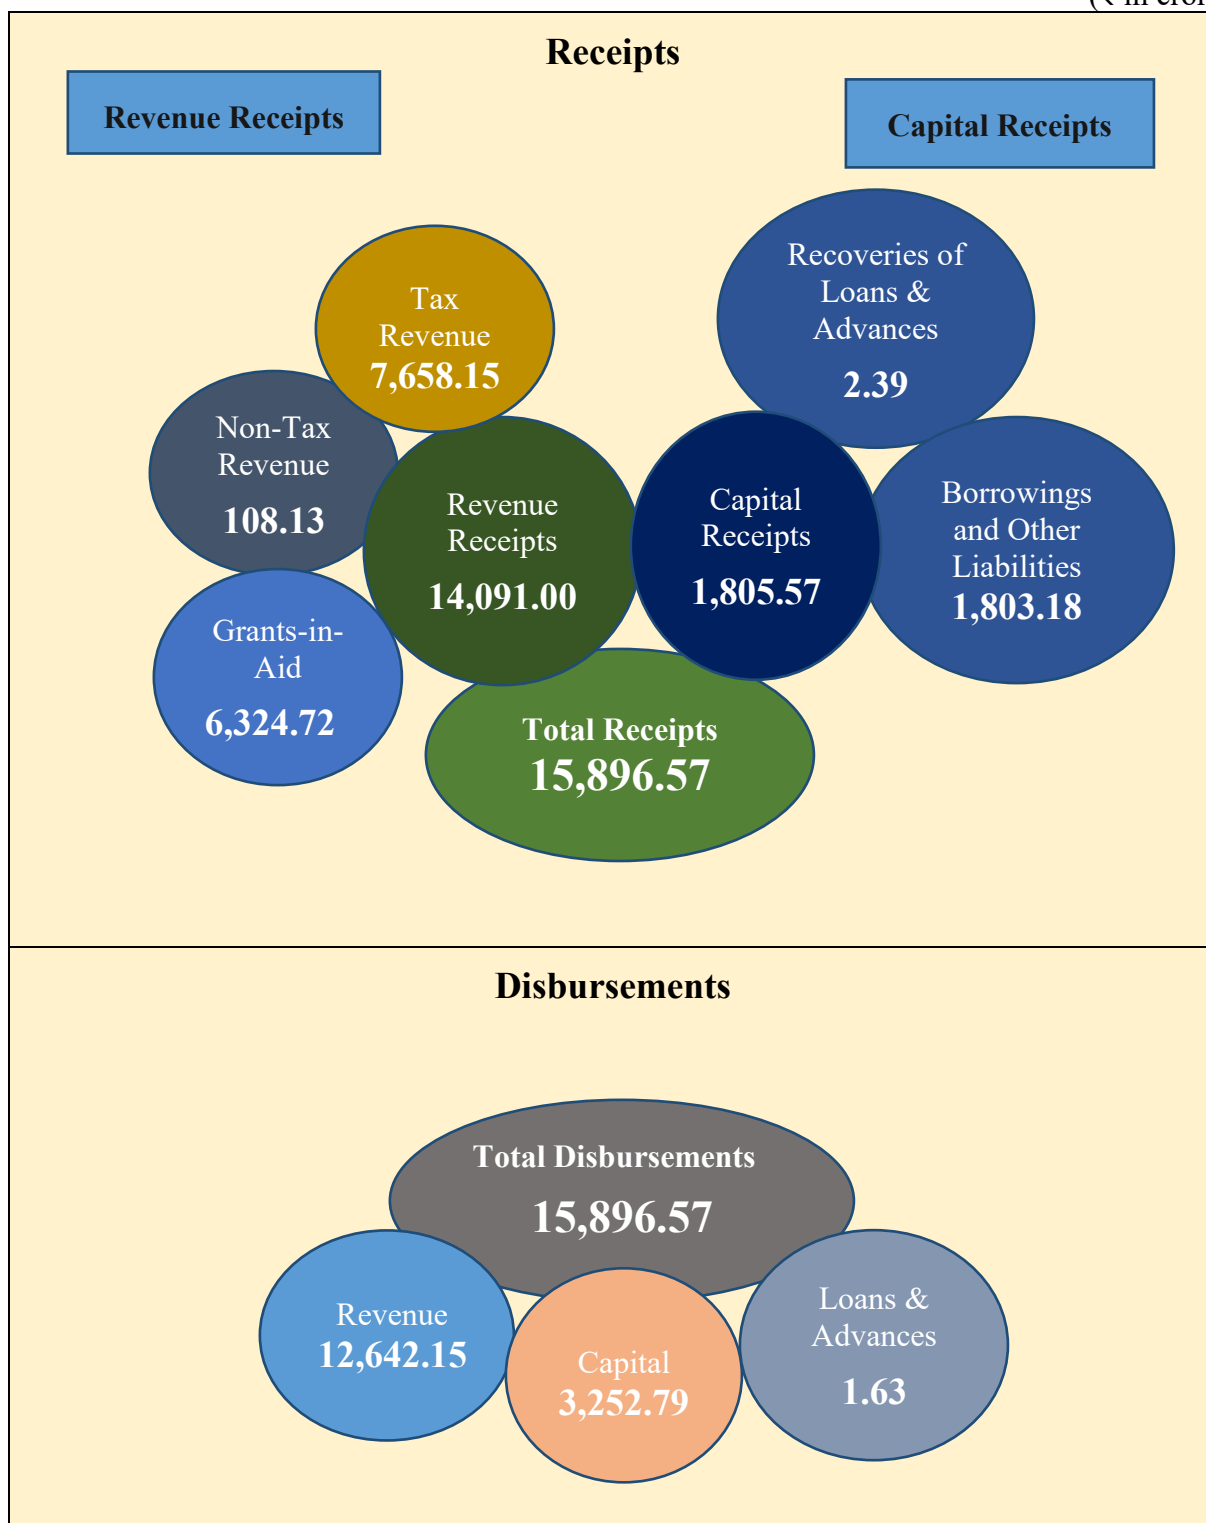 (₹ in cror
Receipts
Revenue Receipts
Capital Receipts
Recoveries of
Loans &
Advances
2.39
Tax
Revenue
7,658.15
Non-Tax
Revenue
108.13
Revenue
Receipts
14,091.00
Capital
Receipts
1,805.57
Borrowings
and Other
Liabilities
1,803.18
Grants-in-
Aid
6,324.72
Total Receipts
15,896.57
Disbursements
Total Disbursements
15,896.57
Revenue
12,642.15
Capital
3,252.79
Loans &
Advances
1.63